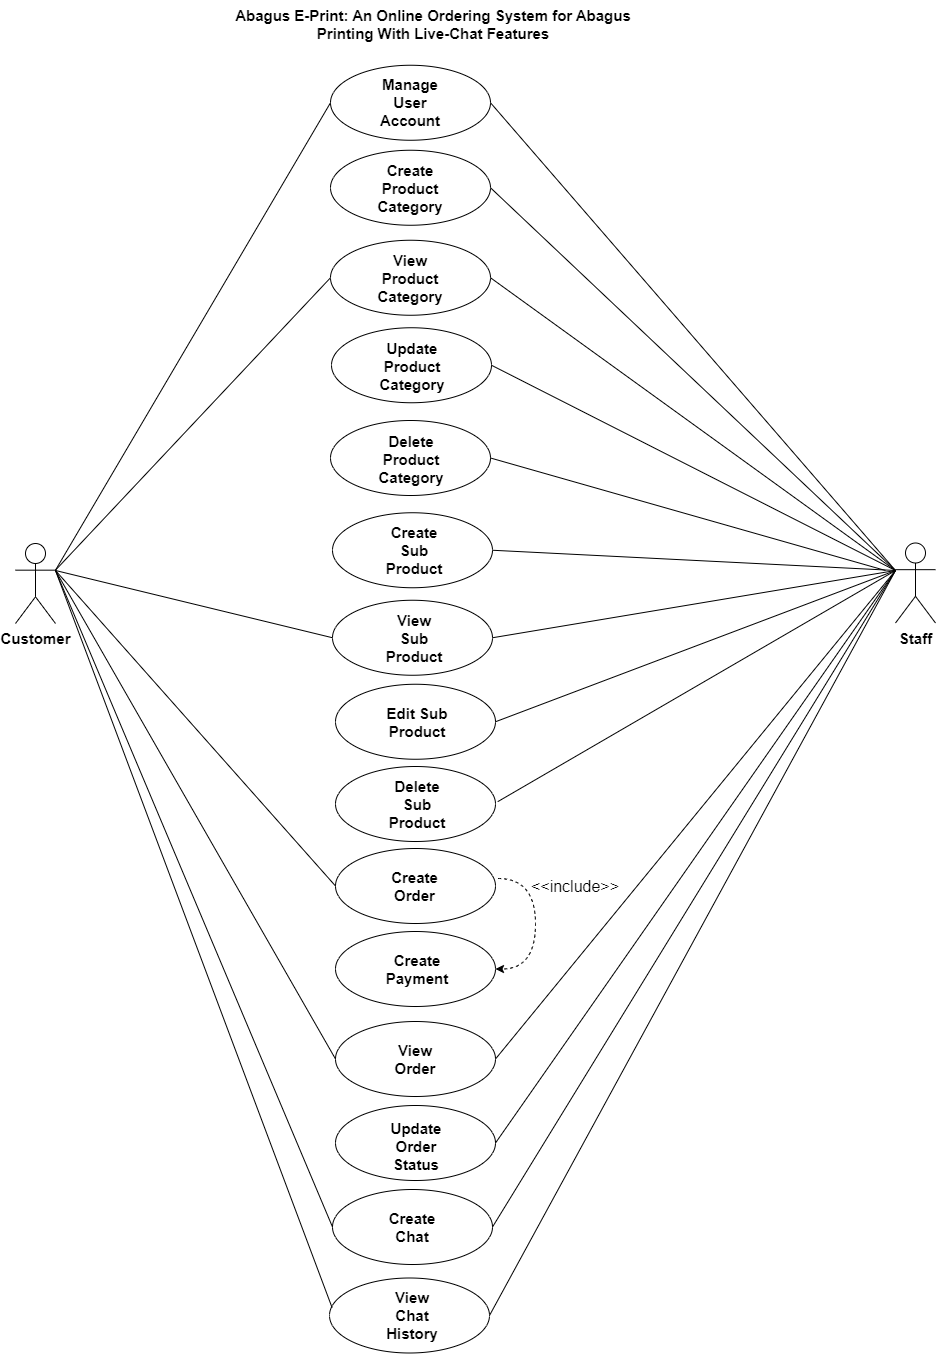 Abagus E-Print: An Online Ordering System for Abagus
Printing With Live-Chat Features
Manage
User
Account
Create
Product
Category
View
Product
Category
Update
Product
Category
Delete
Product
Category
Create
Sub
Product
Customer
Staff
View
Sub
Product
Edit Sub
Product
Delete
Sub
Product
Create
Order
<<include>>
Create
Payment
View
Order
Update
Order
Status
Create
Chat
View
Chat
History